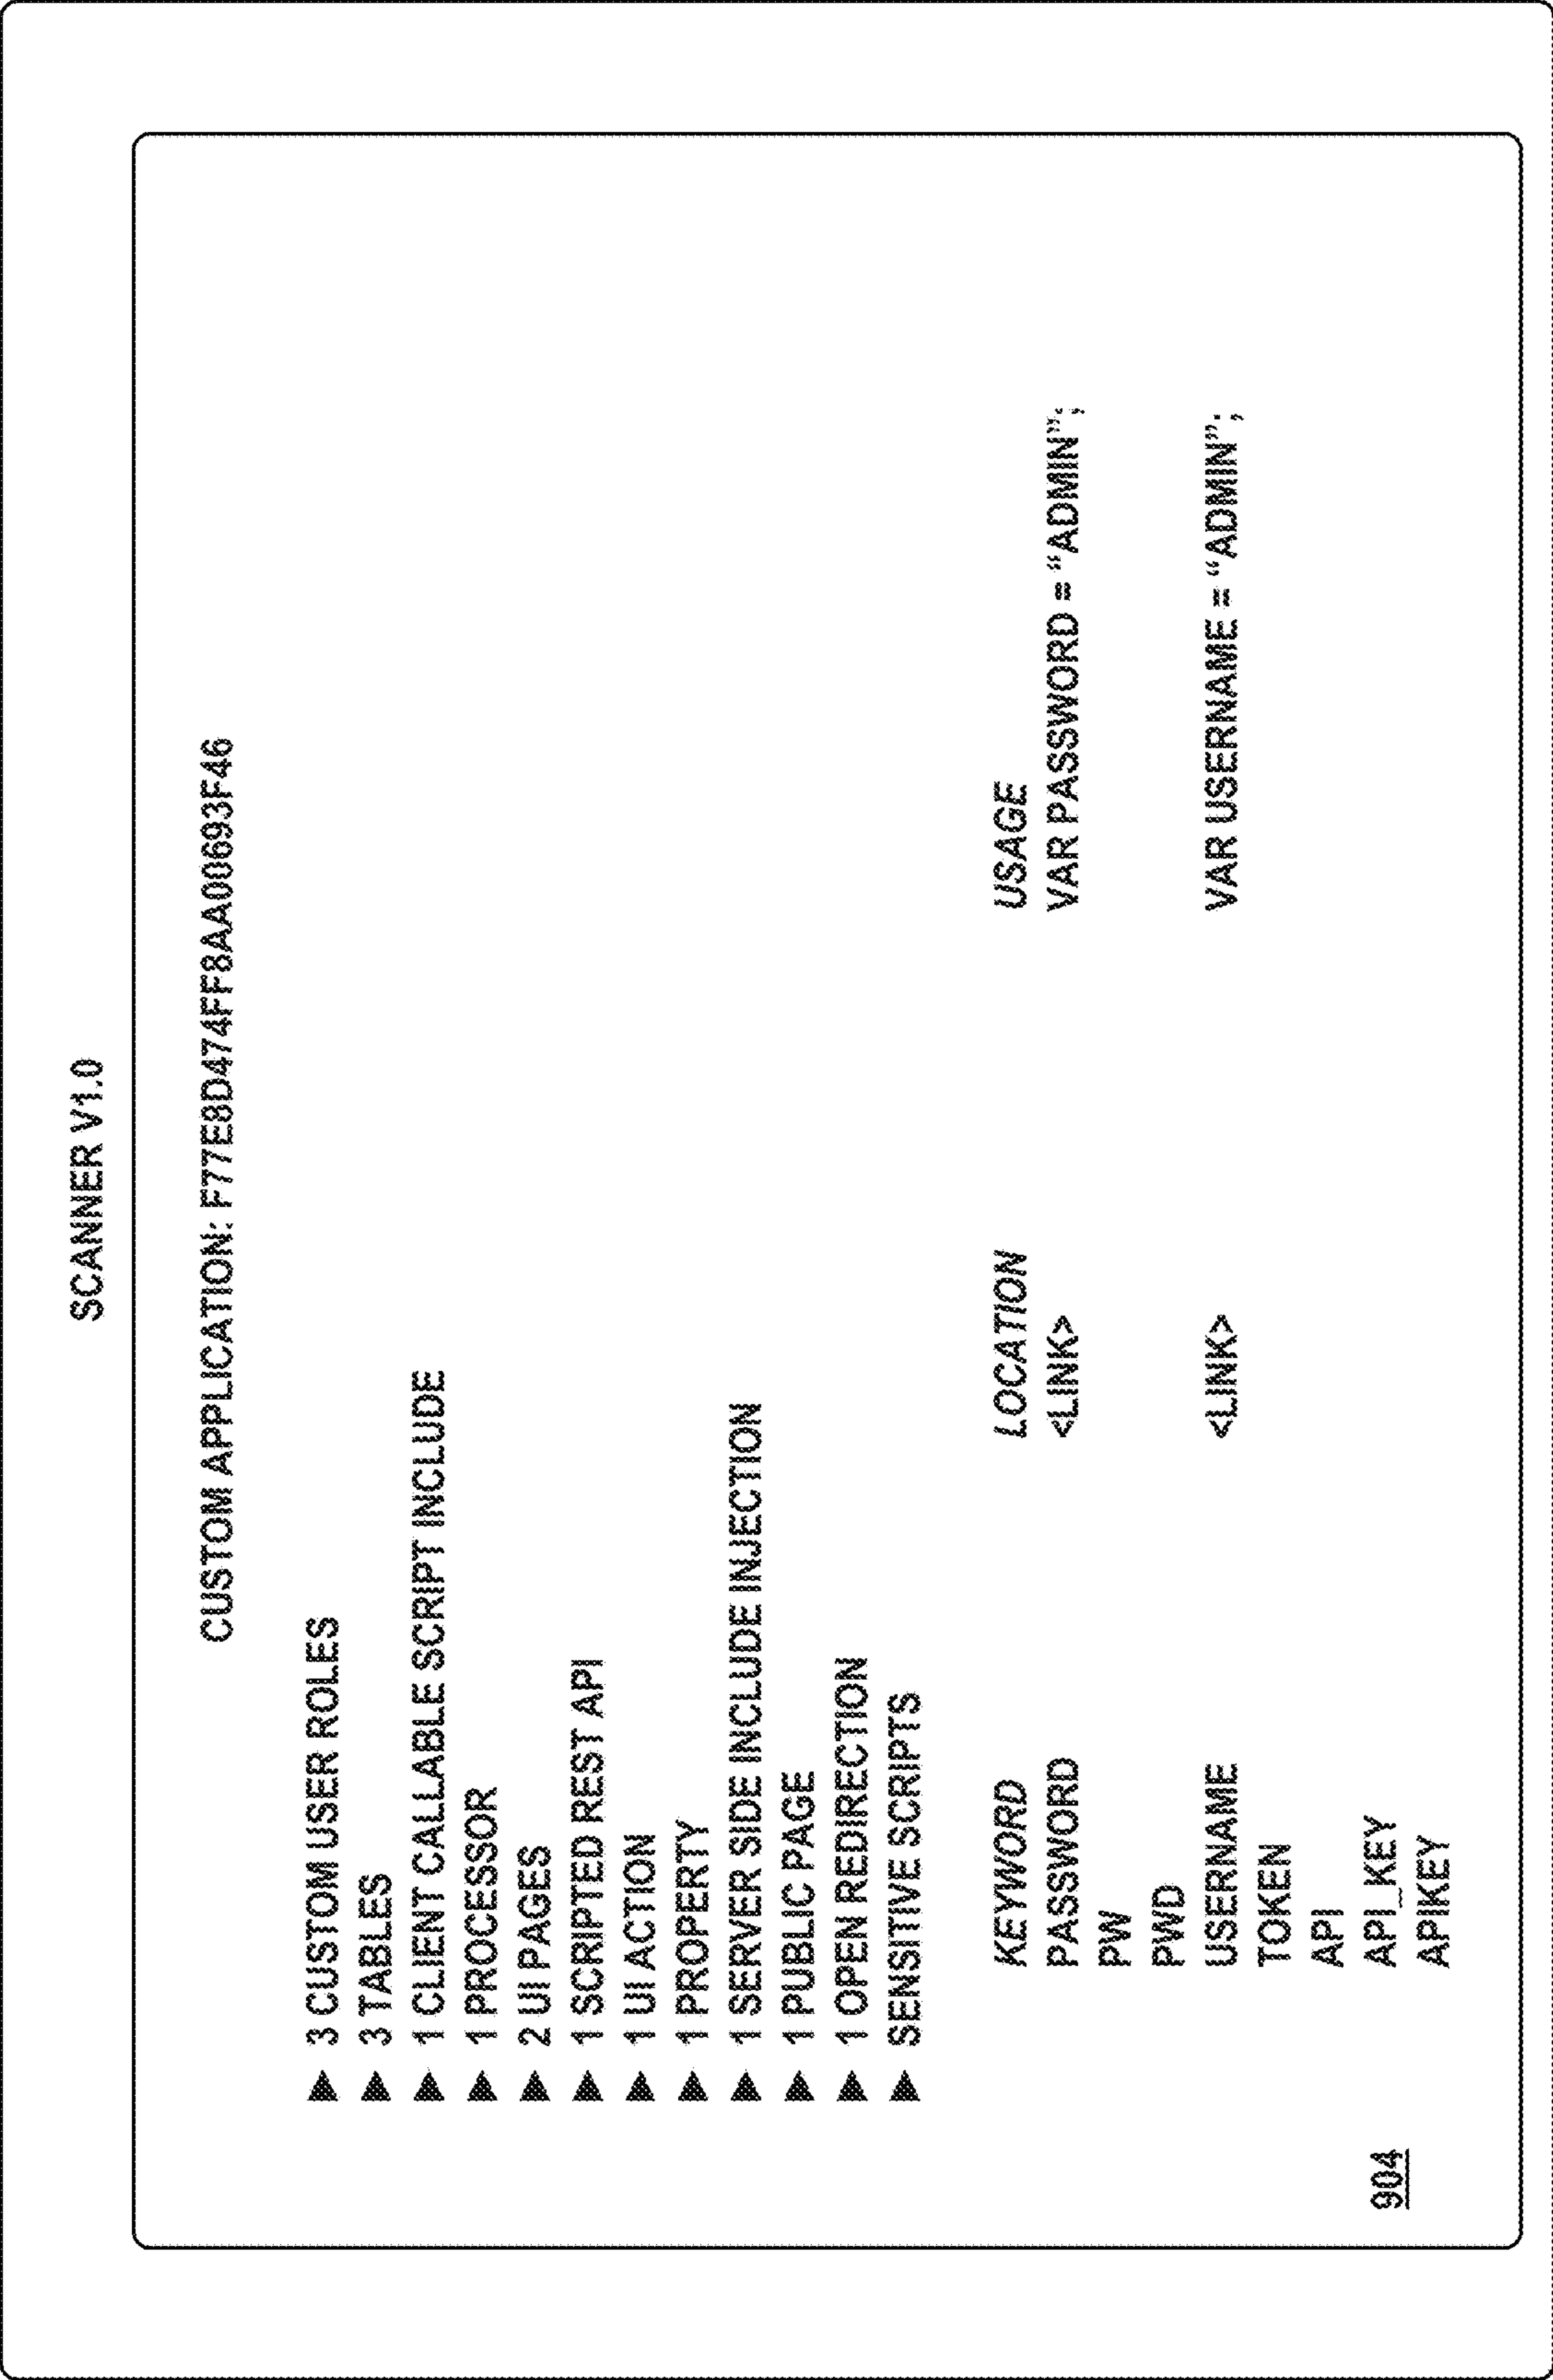 SCANNER V1.0
CUSTOM APPLICATION: F77E8D474FF8AA00693F46
▶ 3 CUSTOM USER ROLES
▶ 3 TABLES
▶ 1 CLIENT CALLABLE SCRIPT INCLUDE
▶ 1 PROCESSOR
▶ 2 UI PAGES
▶ 1 SCRIPTED REST API
▶ 1 UI ACTION
▶ 1 PROPERTY
▶ 1 SERVER SIDE INCLUDE INJECTION
▶ 1 PUBLIC PAGE
▶ 1 OPEN REDIRECTION
▶ SENSITIVE SCRIPTS
KEYWORD LOCATION USAGE
PASSWORD <LINK> VAR PASSWORD = “ADMIN”;
PW
PWD
USERNAME <LINK> VAR USERNAME = “ADMIN”;
TOKEN
API
API_KEY
APIKEY
904